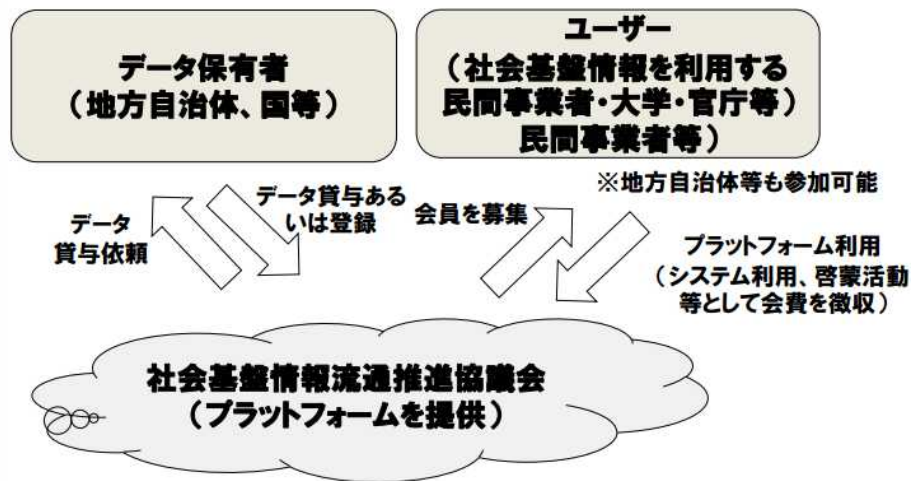 データ保有者
（地方自治体、国等）
ユーザー
（社会基盤情報を利用する
民間事業者・大学・官庁等）
民間事業者等）
※地方自治体等も参加可能
データ
貸与依頼
データ貸与ある
いは登録
会員を募集
プラットフォーム利用
（システム利用、啓蒙活動
等として会費を徴収）
社会基盤情報流通推進協議会
（プラットフォームを提供）